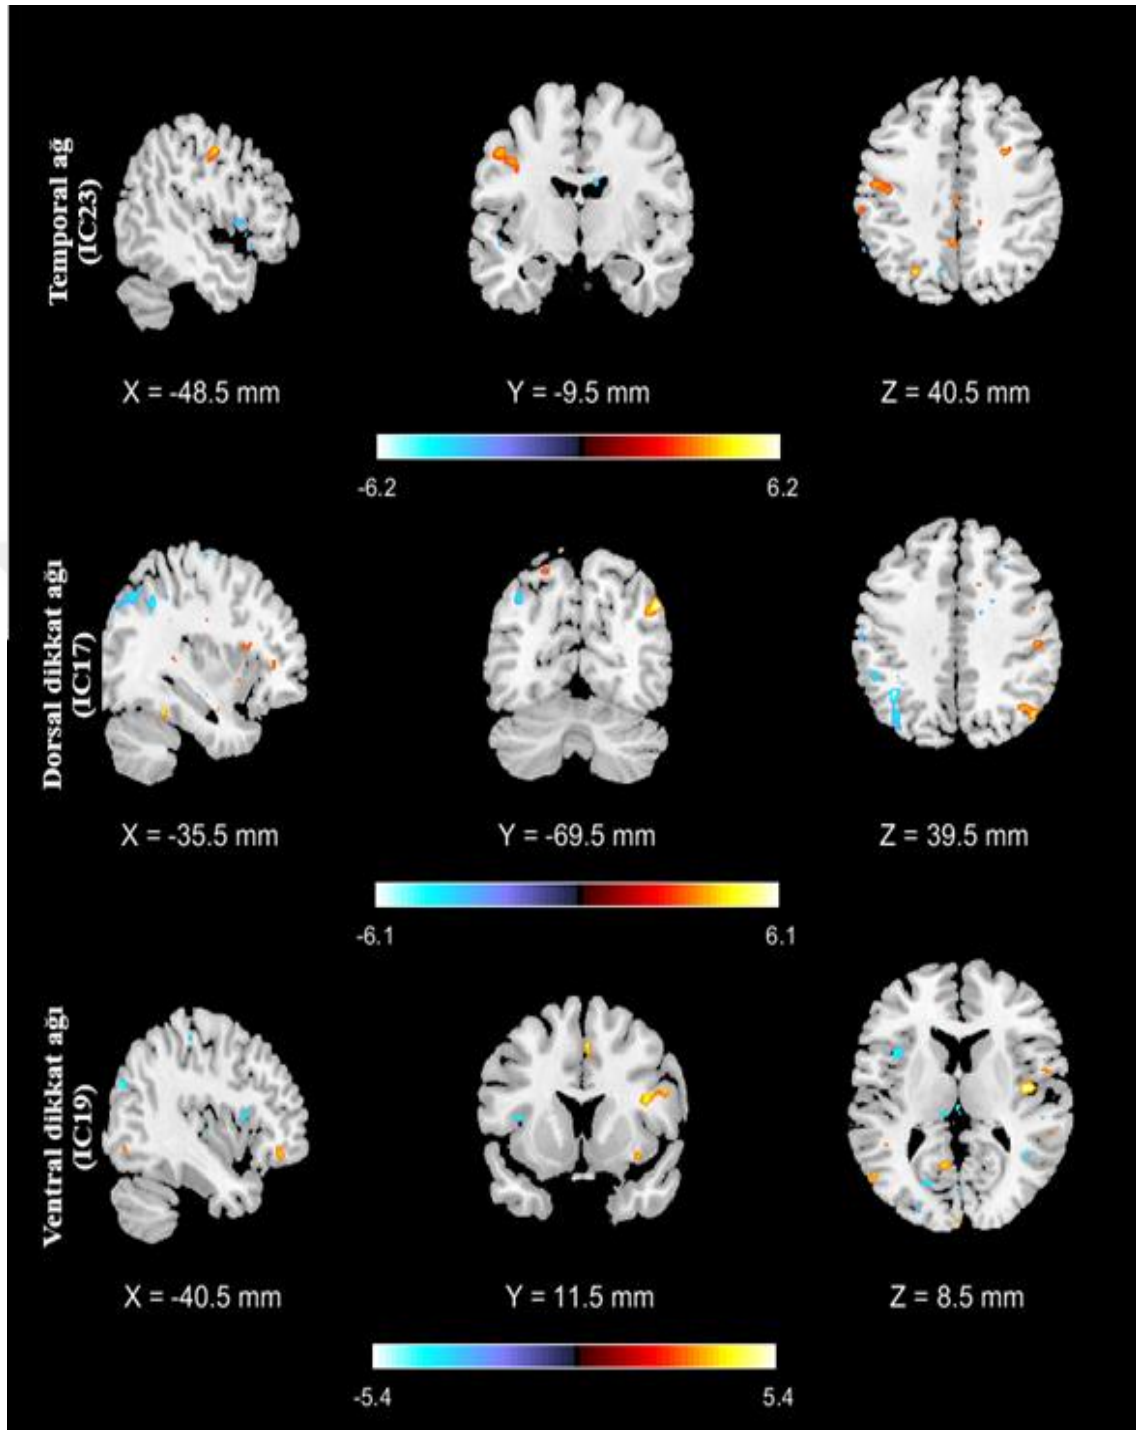 Temporal ağ
(IC23)
X = -48.5 mm
Y = -9.5 mm
Z = 40.5 mm
-6.2
6.2
Dorsal dikkat ağı
(IC17)
X = -35.5 mm
Y = -69.5 mm
Z = 39.5 mm
-6.1
6.1
Ventral dikkat ağı
(IC19)
X = -40.5 mm
Y = 11.5 mm
Z = 8.5 mm
-5.4
5.4